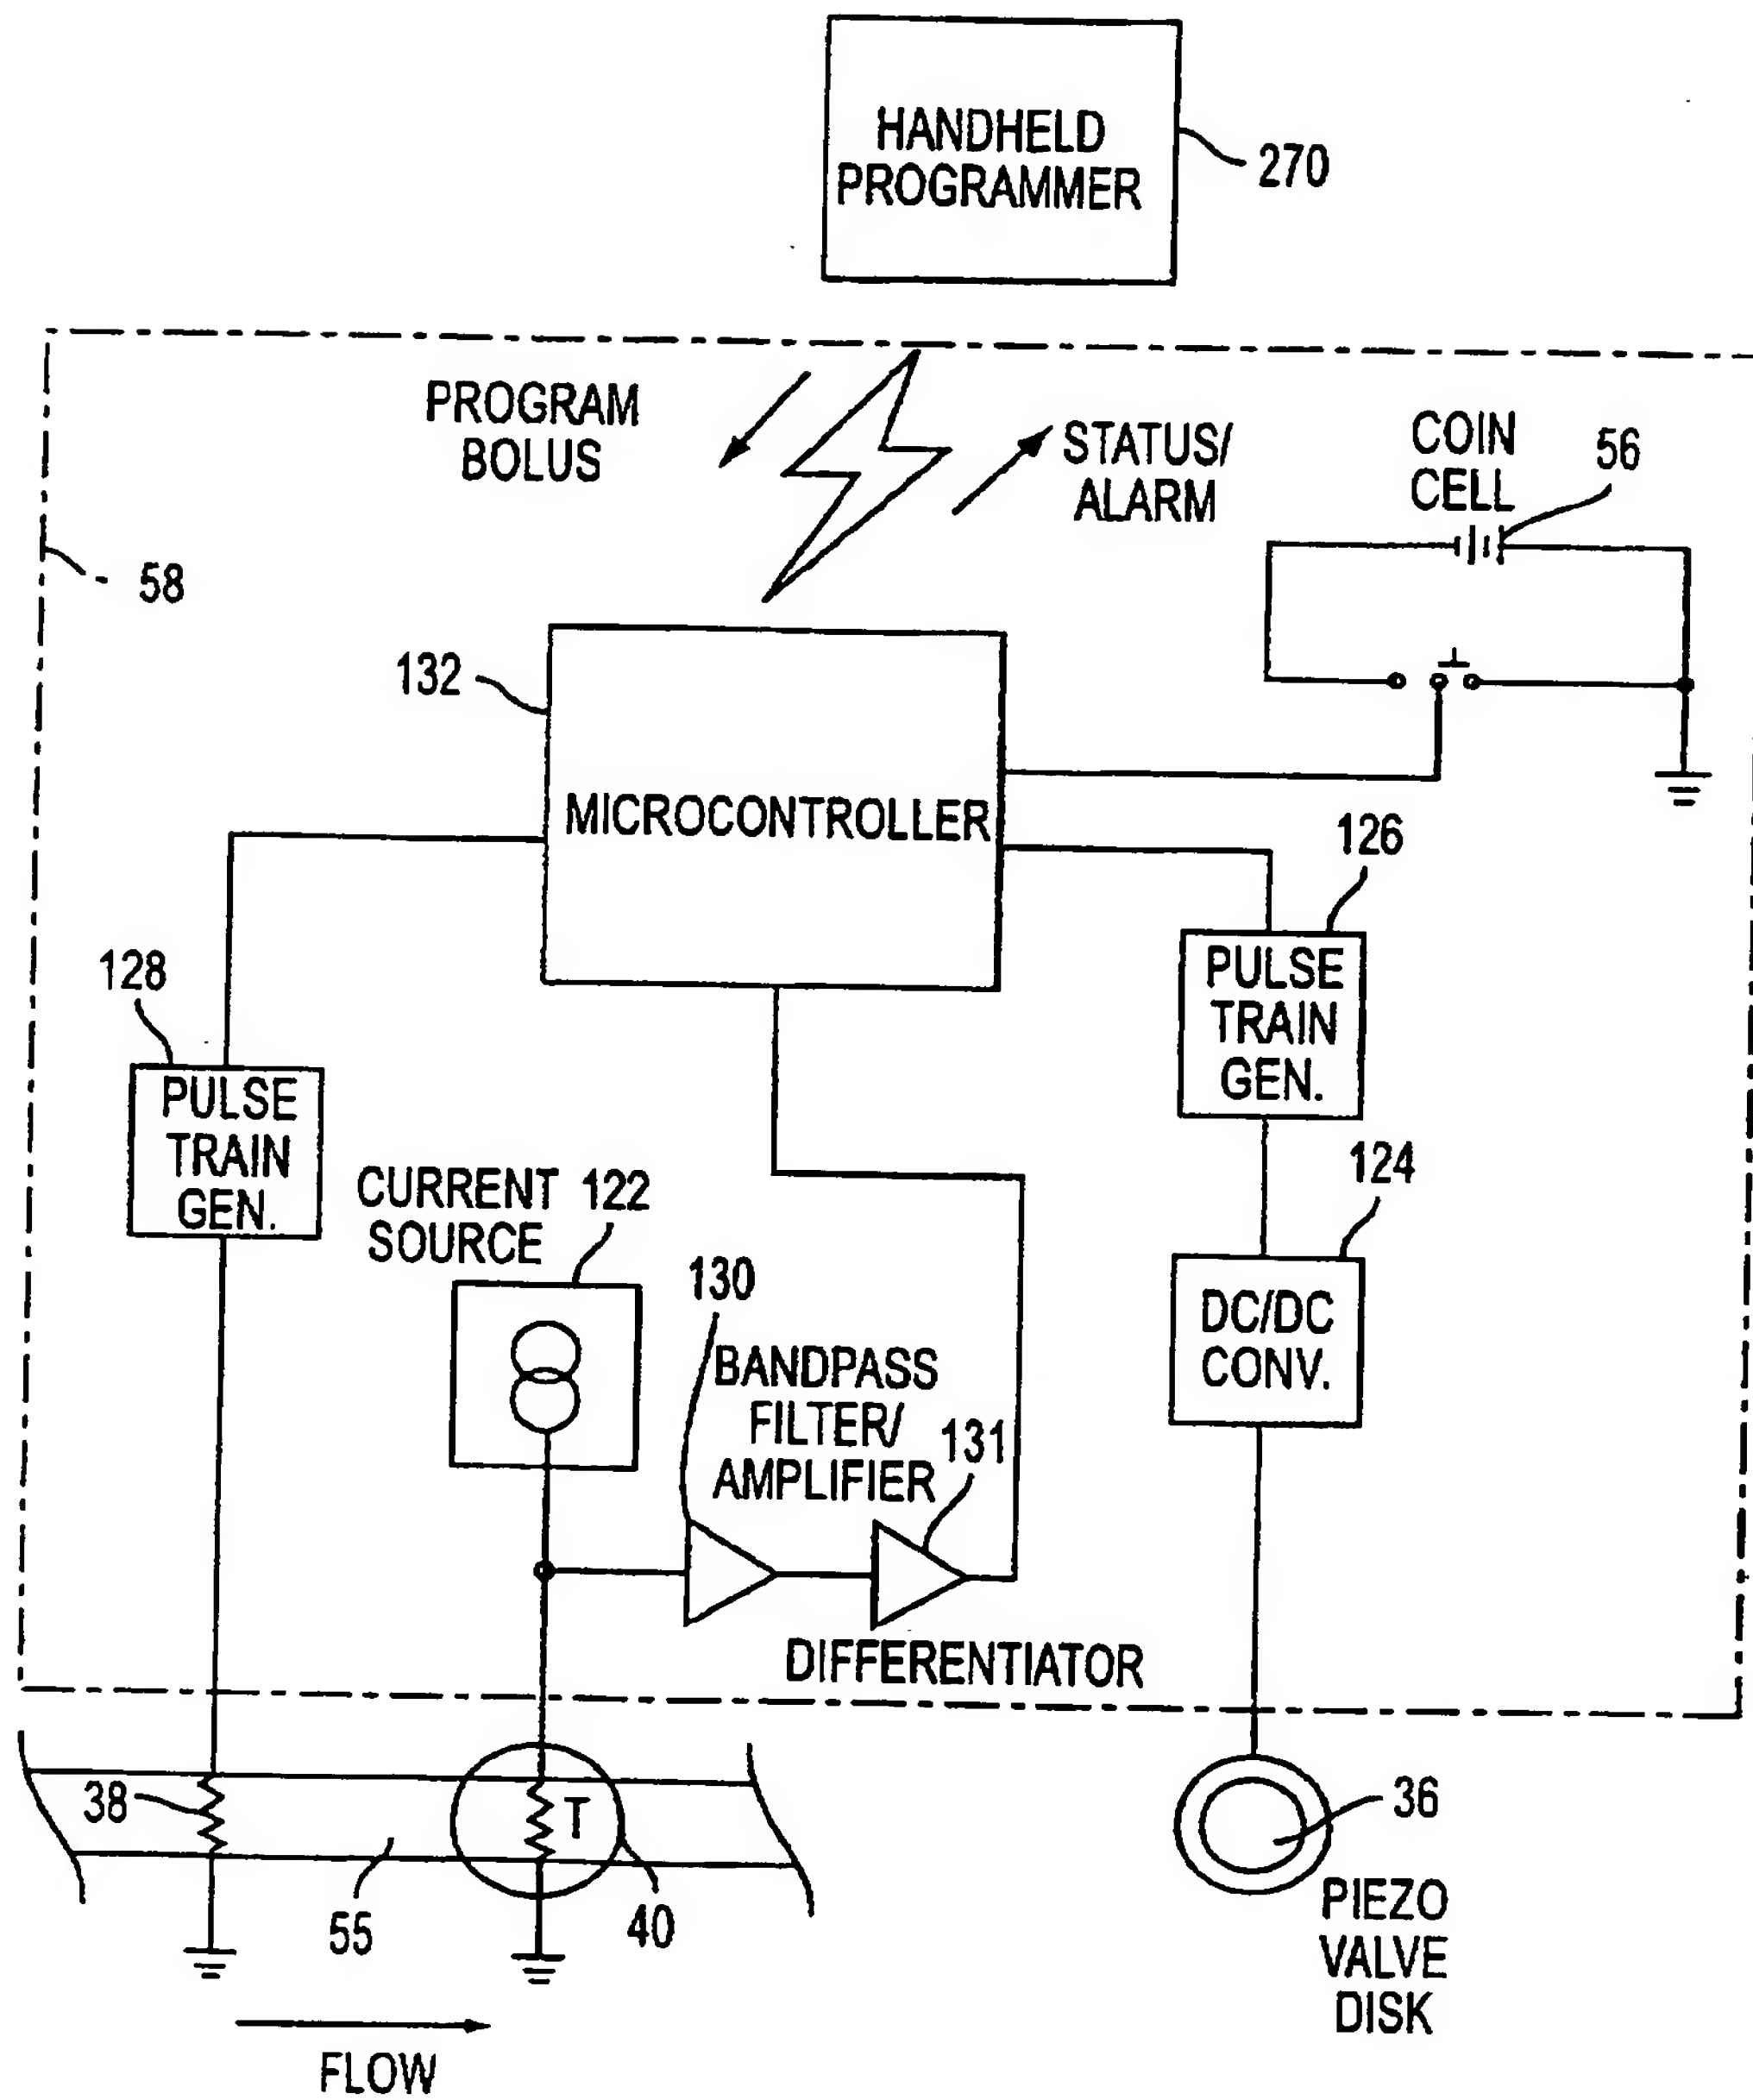 HANDHELD
PROGRAMMER
270
PROGRAM
BOLUS
STATUS/
ALARM
COIN
CELL
56
58
132
MICROCONTROLLER
126
PULSE
TRAIN
GEN.
128
PULSE
TRAIN
GEN.
124
DC/DC
CONV.
CURRENT
SOURCE
122
130
BANDPASS
FILTER/
AMPLIFIER
131
DIFFERENTIATOR
38
T
55
40
36
PIEZO
VALVE
DISK
FLOW